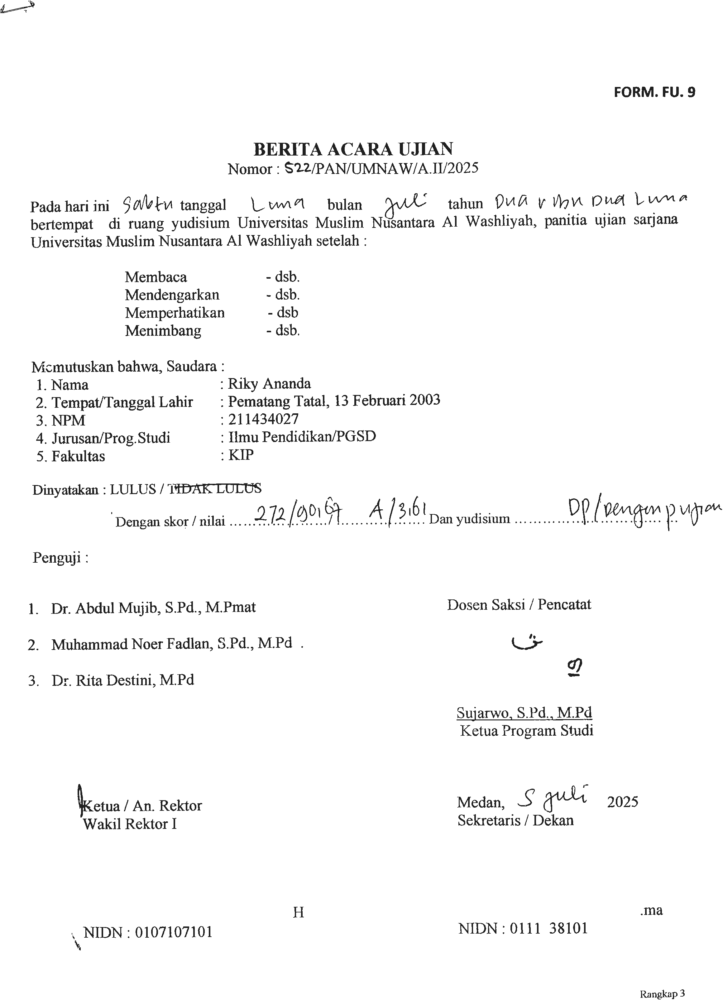 FORM. FU. 9
BERITA ACARA UJIAN
Nomor : 522/PAN/UMNAW/A.II/2025
Pada hari ini Sabtu tanggal Lima bulan Juli tahun Dua ribu Dua Lima
bertempat di ruang yudisium Universitas Muslim Nusantara Al Washliyah, panitia ujian sarjana
Universitas Muslim Nusantara Al Washliyah setelah :
Membaca - dsb.
Mendengarkan - dsb.
Memperhatikan - dsb
Menimbang - dsb.
Memutuskan bahwa, Saudara :
1. Nama : Riky Ananda
2. Tempat/Tanggal Lahir : Pematang Tatal, 13 Februari 2003
3. NPM : 211434027
4. Jurusan/Prog.Studi : Ilmu Pendidikan/PGSD
5. Fakultas : KIP
Dinyatakan : LULUS / TIDAK LULUS
Dengan skor / nilai 272/90,67 A/3,61 Dan yudisium DP/Dengan pujian
Penguji :
1. Dr. Abdul Mujib, S.Pd., M.Pmat
Dosen Saksi / Pencatat
2. Muhammad Noer Fadlan, S.Pd., M.Pd .
3. Dr. Rita Destini, M.Pd
Sujarwo, S.Pd., M.Pd
Ketua Program Studi
Ketua / An. Rektor
Wakil Rektor I
Medan, 5 Juli 2025
Sekretaris / Dekan
H
.ma
NIDN : 0107107101
NIDN : 0111 38101
Rangkap 3